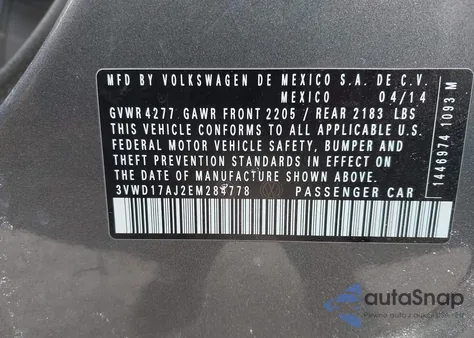 MFD BY VOLKSWAGEN DE MEXICO S.A. DE C.V.
MEXICO 04/14
GVWR 4277 GAWR FRONT 2205 / REAR 2183 LBS
THIS VEHICLE CONFORMS TO ALL APPLICABLE U.S.
FEDERAL MOTOR VEHICLE SAFETY, BUMPER AND
THEFT PREVENTION STANDARDS IN EFFECT ON
THE DATE OF MANUFACTURE SHOWN ABOVE
PASSENGER CAR
1446974 1093 M
autoSnap